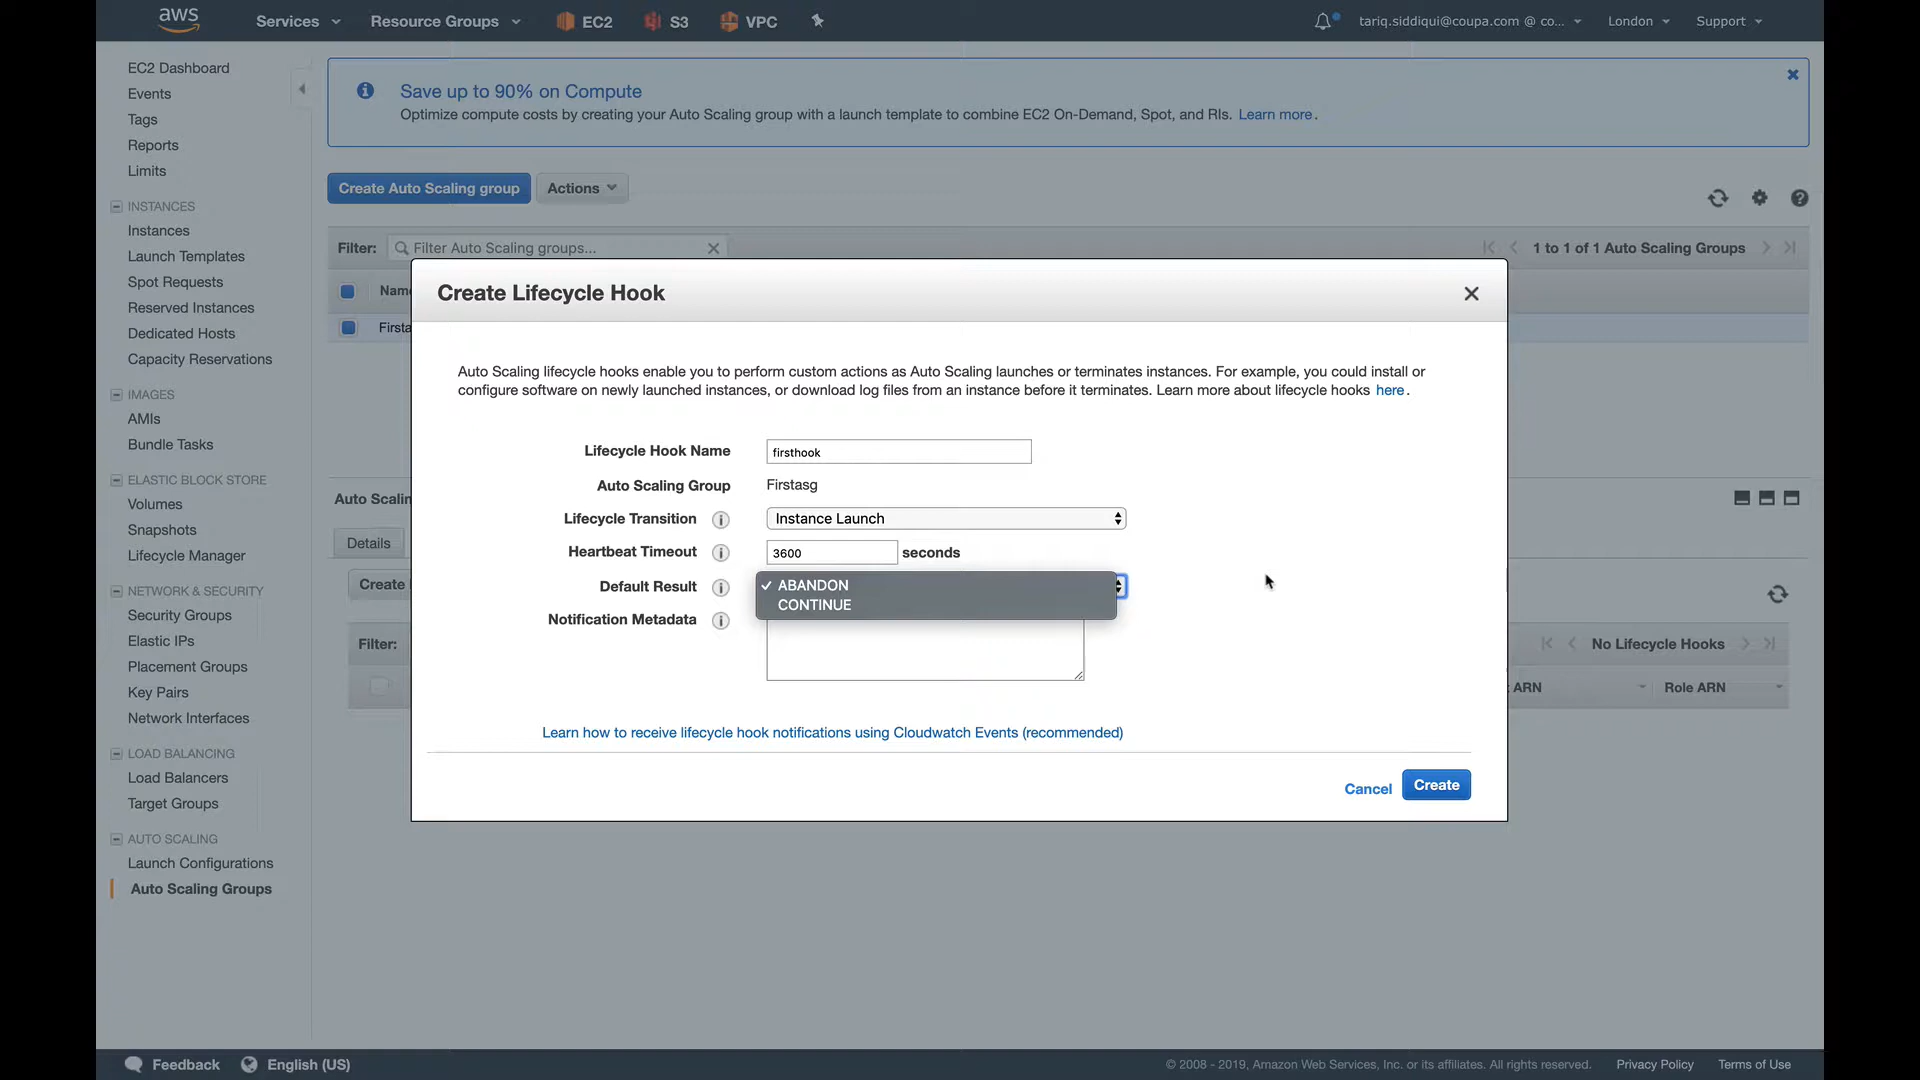 aws Services Resource Groups EC2 S3 VPC tariq.siddiqui@coupa.com @ co... London Support
EC2 Dashboard
Events
Tags
Reports
Limits
INSTANCES
Instances
Launch Templates
Spot Requests
Reserved Instances
Dedicated Hosts
Capacity Reservations
IMAGES
AMIs
Bundle Tasks
ELASTIC BLOCK STORE
Volumes
Snapshots
Lifecycle Manager
NETWORK & SECURITY
Security Groups
Elastic IPs
Placement Groups
Key Pairs
Network Interfaces
LOAD BALANCING
Load Balancers
Target Groups
AUTO SCALING
Launch Configurations
Auto Scaling Groups
Save up to 90% on Compute
Optimize compute costs by creating your Auto Scaling group with a launch template to combine EC2 On-Demand, Spot, and RIs. Learn more.
Create Auto Scaling group Actions
Filter: Filter Auto Scaling groups... 1 to 1 of 1 Auto Scaling Groups
Nam
Firsta
Auto Scalin
Details
Create
Filter: No Lifecycle Hooks
ARN Role ARN
Create Lifecycle Hook
Auto Scaling lifecycle hooks enable you to perform custom actions as Auto Scaling launches or terminates instances. For example, you could install or
configure software on newly launched instances, or download log files from an instance before it terminates. Learn more about lifecycle hooks here.
Lifecycle Hook Name firsthook
Auto Scaling Group Firstasg
Lifecycle Transition Instance Launch
Heartbeat Timeout 3600 seconds
Default Result ABANDON
CONTINUE
Notification Metadata
Learn how to receive lifecycle hook notifications using Cloudwatch Events (recommended)
Cancel Create
Feedback English (US) © 2008 - 2019, Amazon Web Services, Inc. or its affiliates. All rights reserved. Privacy Policy Terms of Use